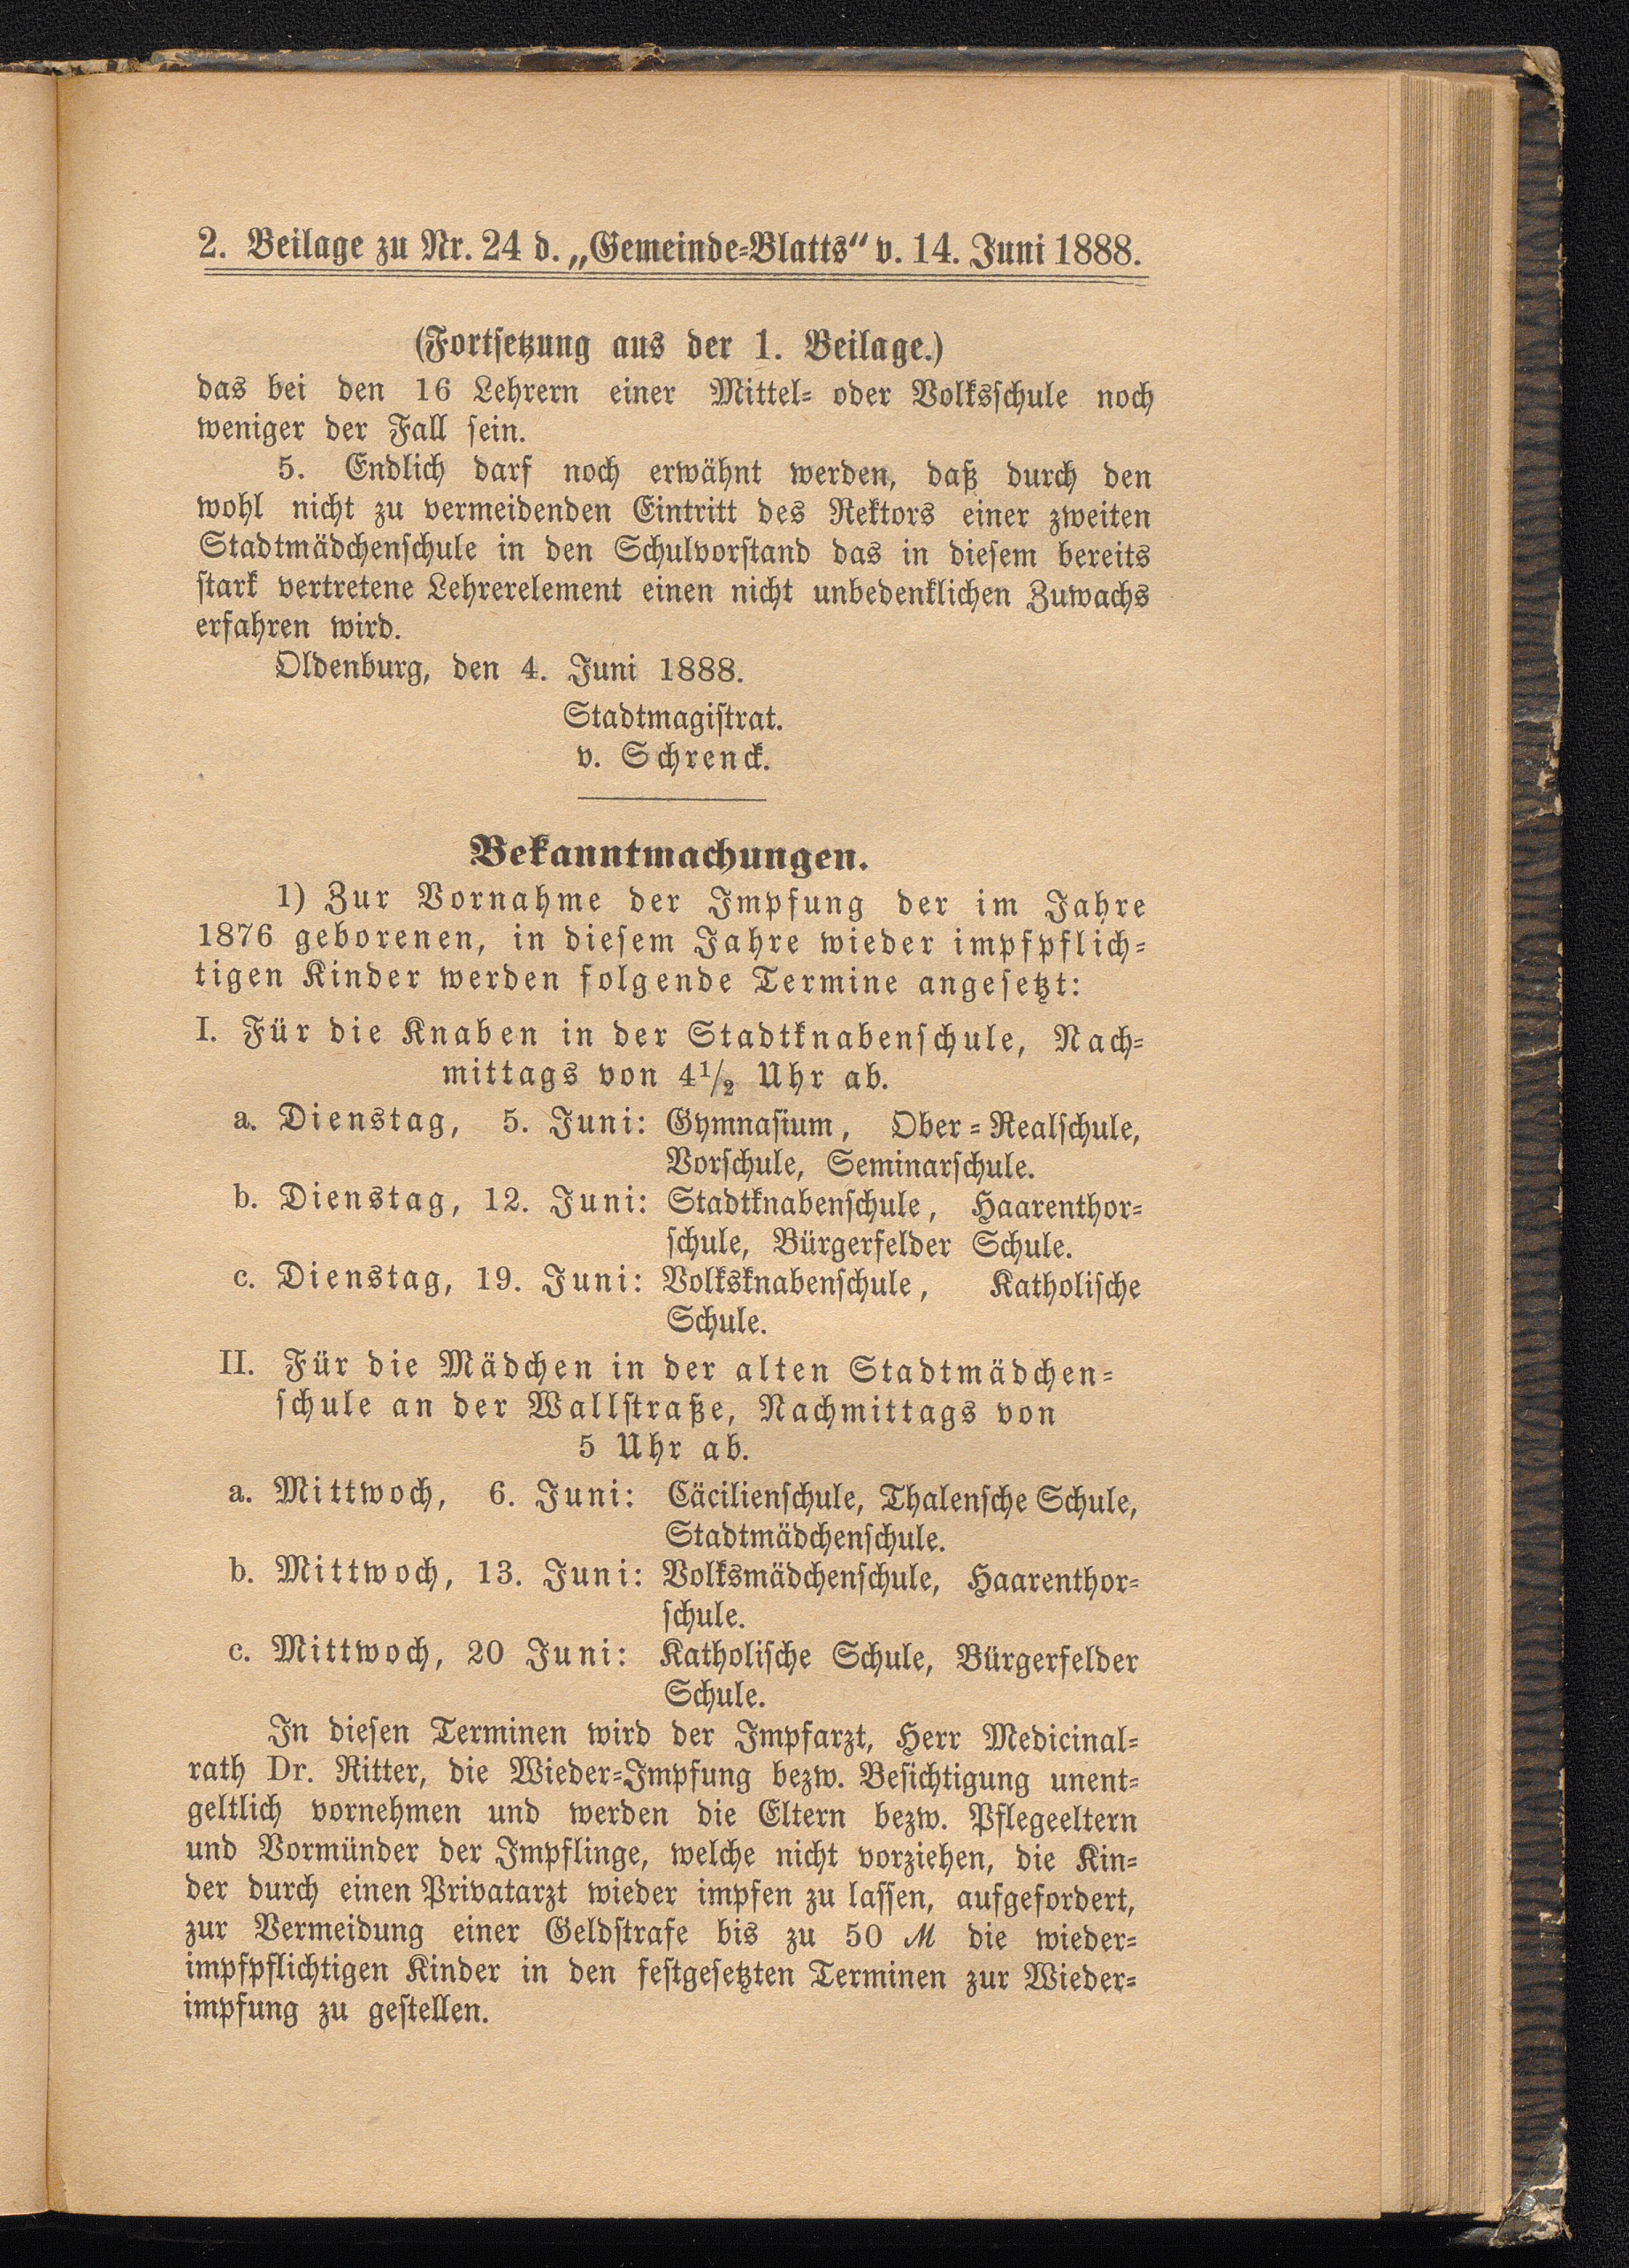 2. Beilage zu Nr. 24 d. „Gemeinde-Blatts“ v. 14. Juni 1888.
(Fortsetzung aus der 1. Beilage.)
das bei den 16 Lehrern einer Mittel- oder Volksschule noch
weniger der Fall sein.
5. Endlich darf noch erwähnt werden, daß durch den
wohl nicht zu vermeidenden Eintritt des Rektors einer zweiten
Stadtmädchenschule in den Schulvorstand das in diesem bereits
stark vertretene Lehrerelement einen nicht unbedenklichen Zuwachs
erfahren wird.
Oldenburg, den 4. Juni 1888.
Stadtmagistrat.
v. Schrenck.
Bekanntmachungen.
1) Zur Vornahme der Impfung der im Jahre
1876 geborenen, in diesem Jahre wieder impfpflich-
tigen Kinder werden folgende Termine angesetzt:
I. Für die Knaben in der Stadtknabenschule, Nach-
mittags von 4 1/2 Uhr ab.
a. Dienstag, 5. Juni: Gymnasium, Ober-Realschule,
Vorschule, Seminarschule.
b. Dienstag, 12. Juni: Stadtknabenschule, Haarenthor-
schule, Bürgerfelder Schule.
c. Dienstag, 19. Juni: Volksknabenschule, Katholische
Schule.
II. Für die Mädchen in der alten Stadtmädchen-
schule an der Wallstraße, Nachmittags von
5 Uhr ab.
a. Mittwoch, 6. Juni: Cäcilienschule, Thalensche Schule,
Stadtmädchenschule.
b. Mittwoch, 13. Juni: Volksmädchenschule, Haarenthor-
schule.
c. Mittwoch, 20 Juni: Katholische Schule, Bürgerfelder
Schule.
In diesen Terminen wird der Impfarzt, Herr Medicinal-
rath Dr. Ritter, die Wieder-Impfung bezw. Besichtigung unent-
geltlich vornehmen und werden die Eltern bezw. Pflegeeltern
und Vormünder der Impflinge, welche nicht vorziehen, die Kin-
der durch einen Privatarzt wieder impfen zu lassen, aufgefordert,
zur Vermeidung einer Geldstrafe bis zu 50 M die wieder-
impfpflichtigen Kinder in den festgesetzten Terminen zur Wieder-
impfung zu gestellen.